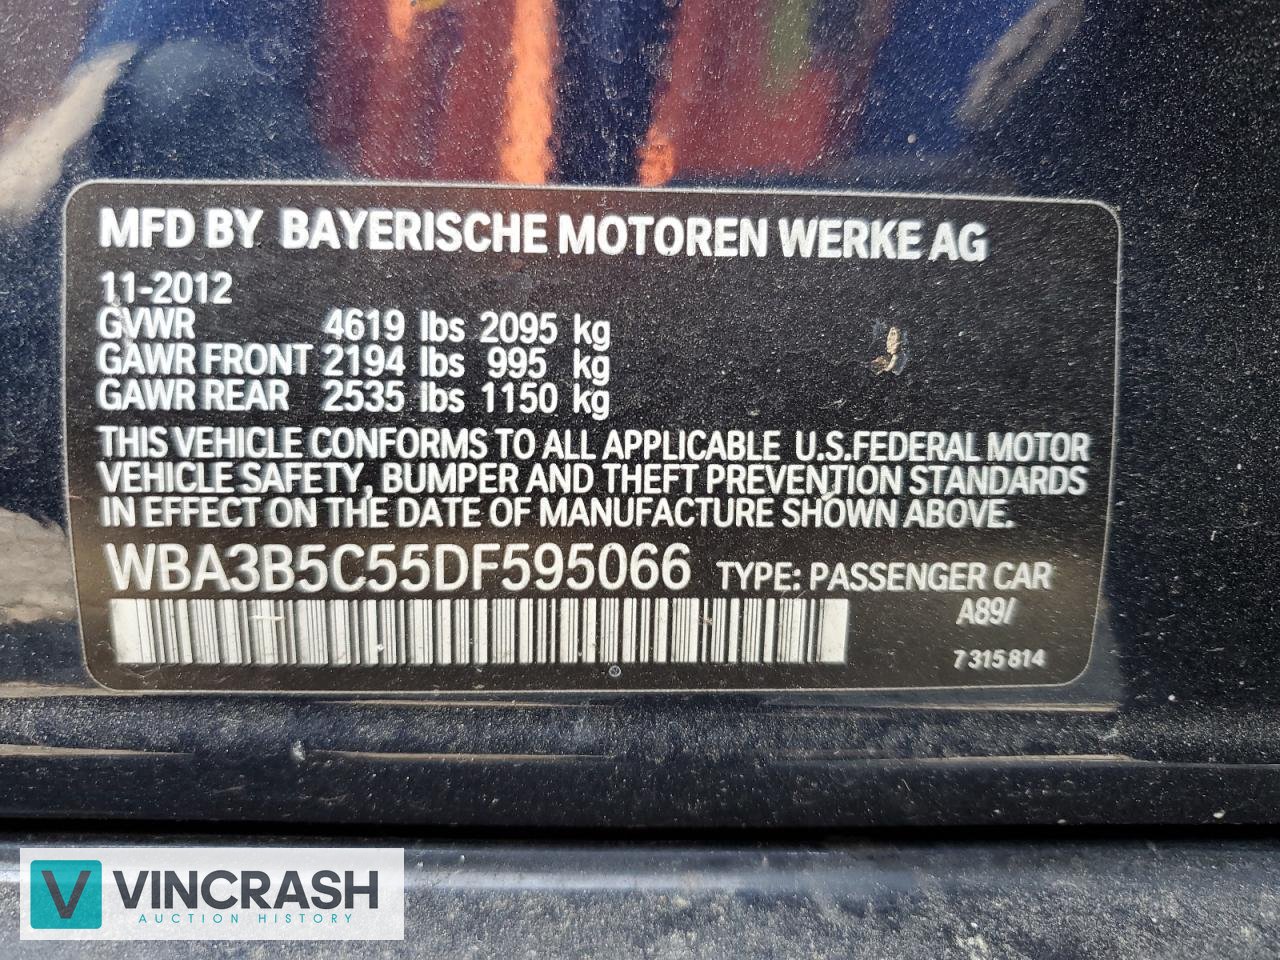 MFD BY BAYERISCHE MOTOREN WERKE AG
11-2012
GVWR 4619 lbs 2095 kg
GAWR FRONT 2194 lbs 995 kg
GAWR REAR 2535 lbs 1150 kg
THIS VEHICLE CONFORMS TO ALL APPLICABLE U.S.FEDERAL MOTOR
VEHICLE SAFETY, BUMPER AND THEFT PREVENTION STANDARDS
IN EFFECT ON THE DATE OF MANUFACTURE SHOWN ABOVE.
WBA3B5C55DF595066 TYPE: PASSENGER CAR
A89/
7 315 814
V VINCRASH
AUCTION HISTORY